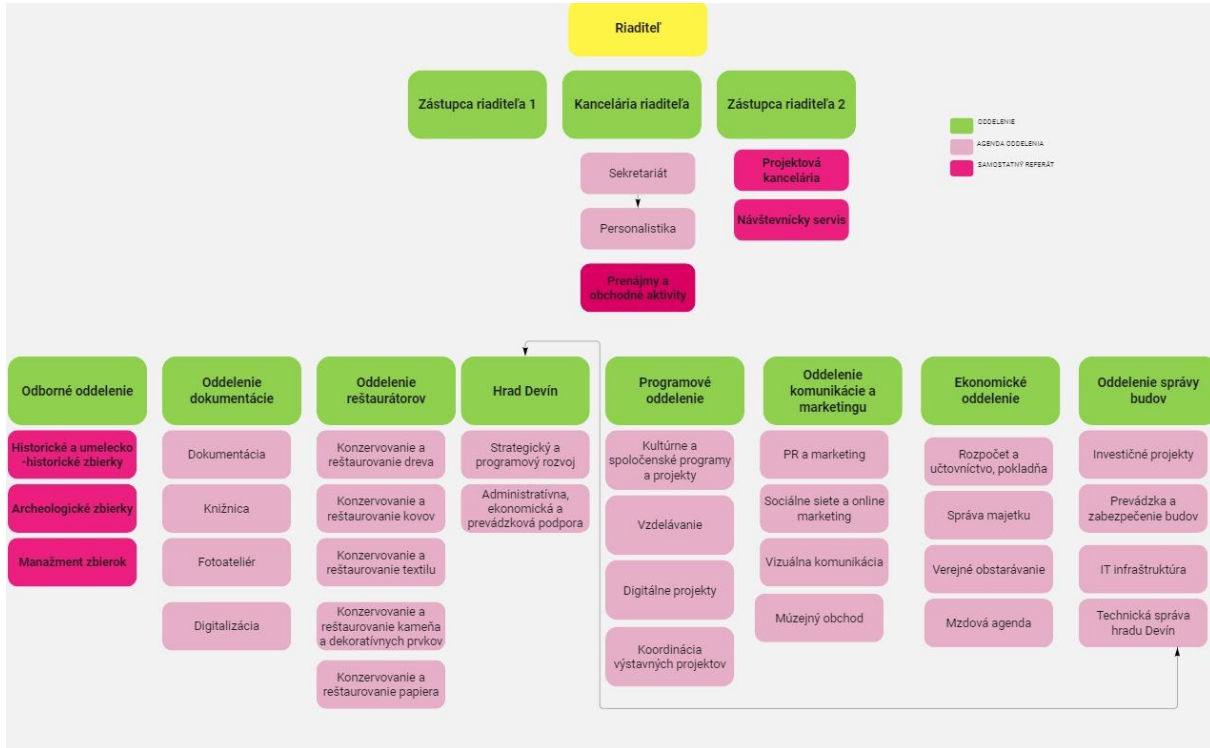 Riaditeľ
Zástupca riaditeľa 1
Kancelária riaditeľa
Zástupca riaditeľa 2
ODDELENIE
AGENDA ODDELENIA
SAMOSTATNÝ REFERÁT
Sekretariát
Personalistika
Prenájmy a
obchodné aktivity
Projektová
kancelária
Návštevnícky servis
Odborné oddelenie
Historické a umelecko
-historické zbierky
Archeologické zbierky
Manažment zbierok
Oddelenie
dokumentácie
Dokumentácia
Knižnica
Fotoateliér
Digitalizácia
Oddelenie
reštaurátorov
Konzervovanie a
reštaurovanie dreva
Konzervovanie a
reštaurovanie kovov
Konzervovanie a
reštaurovanie textilu
Konzervovanie a
reštaurovanie kameňa
a dekoratívnych prvkov
Konzervovanie a
reštaurovanie papiera
Hrad Devín
Strategický a
programový rozvoj
Administratívna,
ekonomická a
prevádzková podpora
Programové
oddelenie
Kultúrne a
spoločenské programy
a projekty
Vzdelávanie
Digitálne projekty
Koordinácia
výstavných projektov
Oddelenie
komunikácie a
marketingu
PR a marketing
Sociálne siete a online
marketing
Vizuálna komunikácia
Múzejný obchod
Ekonomické
oddelenie
Rozpočet a
učtovníctvo, pokladňa
Správa majetku
Verejné obstarávanie
Mzdová agenda
Oddelenie správy
budov
Investičné projekty
Prevádzka a
zabezpečenie budov
IT infraštruktúra
Technická správa
hradu Devín